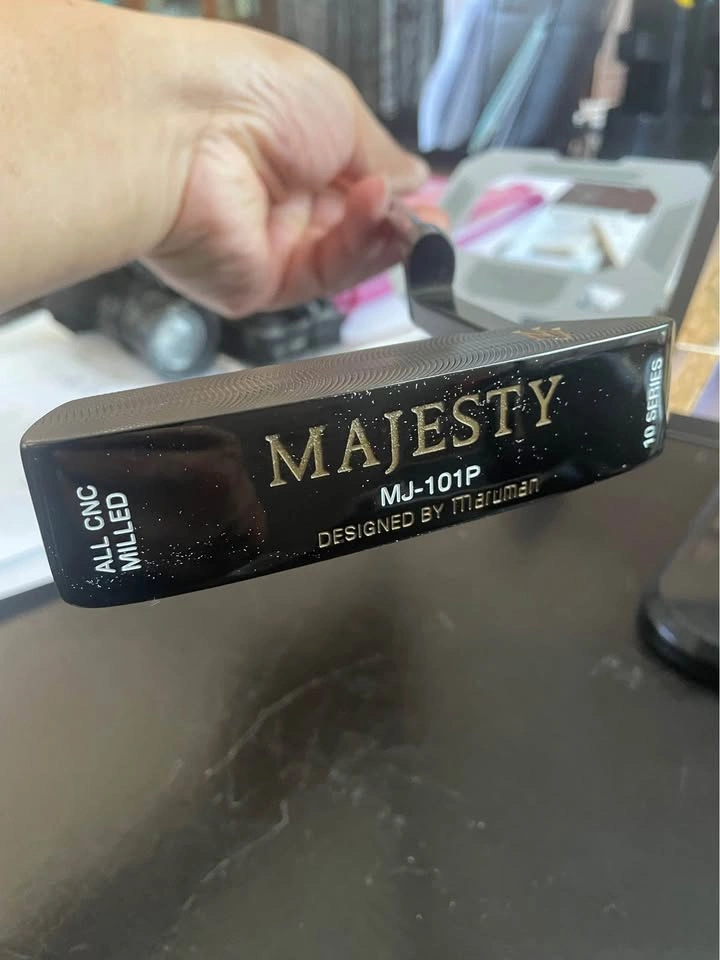 MAJESTY
MJ-101P
DESIGNED BY maruman
ALL CNC
MILLED
10 SERIES